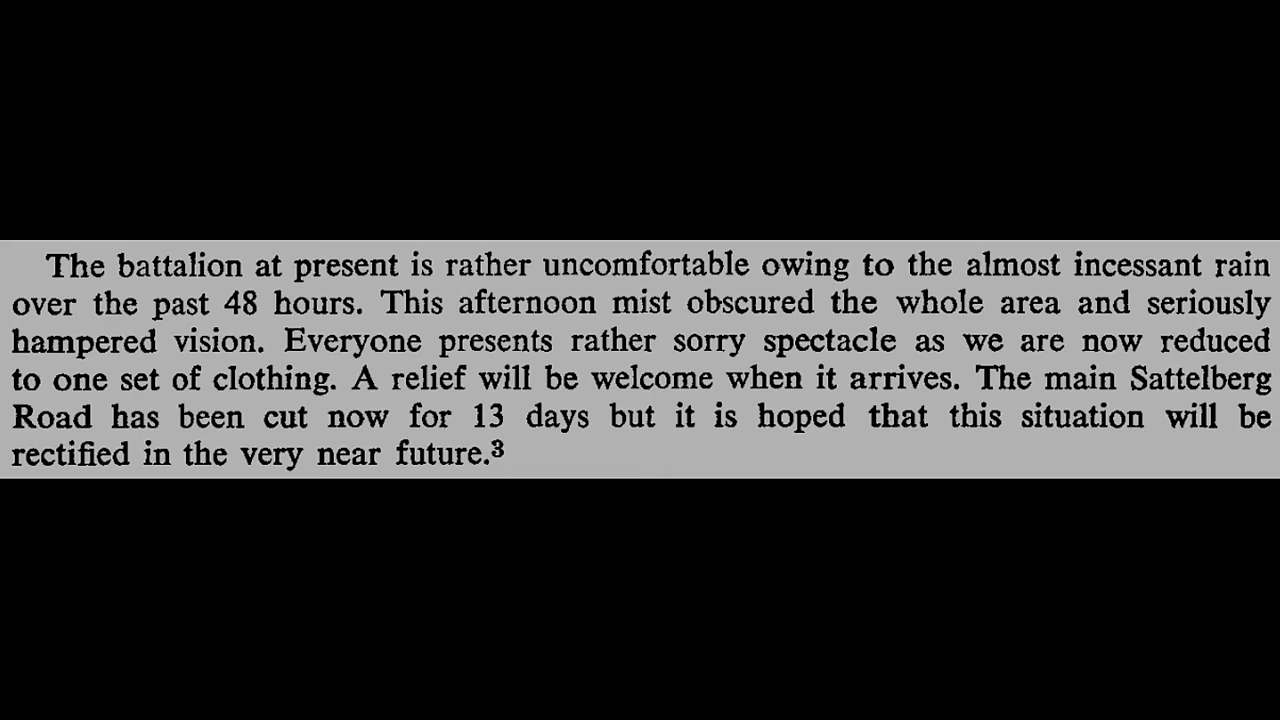 The battalion at present is rather uncomfortable owing to the almost incessant rain
over the past 48 hours. This afternoon mist obscured the whole area and seriously
hampered vision. Everyone presents rather sorry spectacle as we are now reduced
to one set of clothing. A relief will be welcome when it arrives. The main Sattelberg
Road has been cut now for 13 days but it is hoped that this situation will be
rectified in the very near future.³